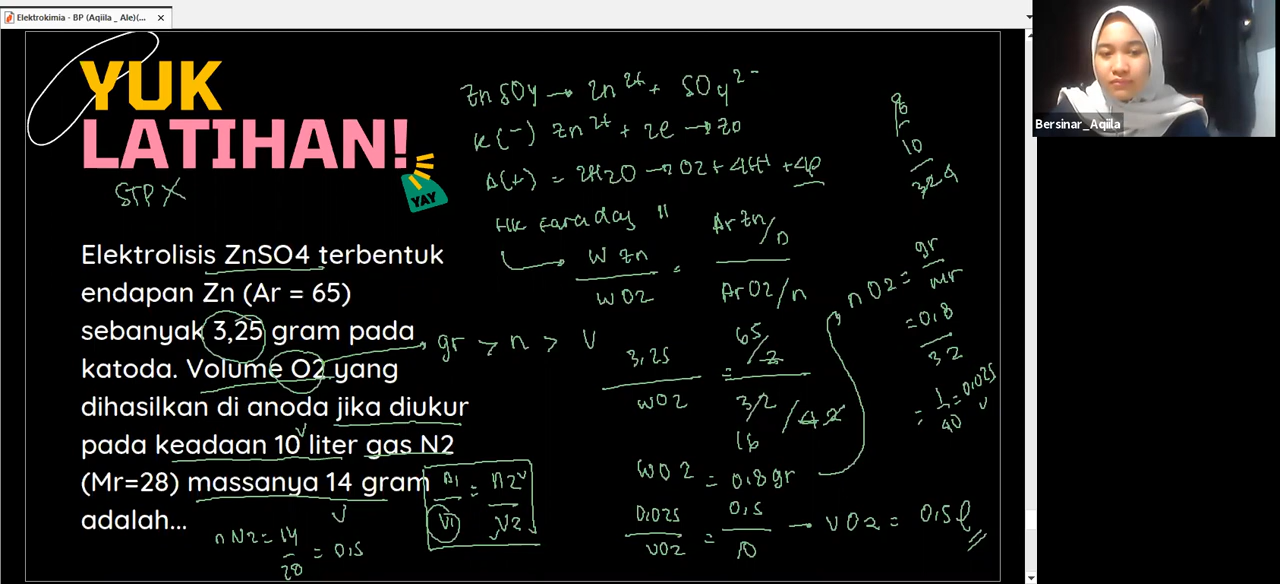 Elektrokimia - BP (Aqiila _ Ale)(...
YUK
LATIHAN!
YAY
STP X
Elektrolisis ZnSO4 terbentuk
endapan Zn (Ar = 65)
sebanyak 3,25 gram pada
katoda. Volume O2 yang
dihasilkan di anoda jika diukur
pada keadaan 10 liter gas N2
(Mr=28) massanya 14 gram
adalah...
n N2 = 14/28 = 0,5
ZnSO4 → Zn2+ + SO4 2-
K(-) Zn2+ + 2e → Zn
A(+) = 2H2O → O2 + 4H+ + 4e
HK Faraday II
W Zn / W O2 = Ar Zn/n / Ar O2/n
gr > n > V
3,25 / W O2 = 65/2 / 32/4
16
W O2 = 0,8 gr
n1/V1 = n2/V2
0,025 / V O2 = 0,5 / 10 → V O2 = 0,5 l
n O2 = gr/mr
= 0,8/32
= 1/40 = 0,025
Bersinar_Aqiila